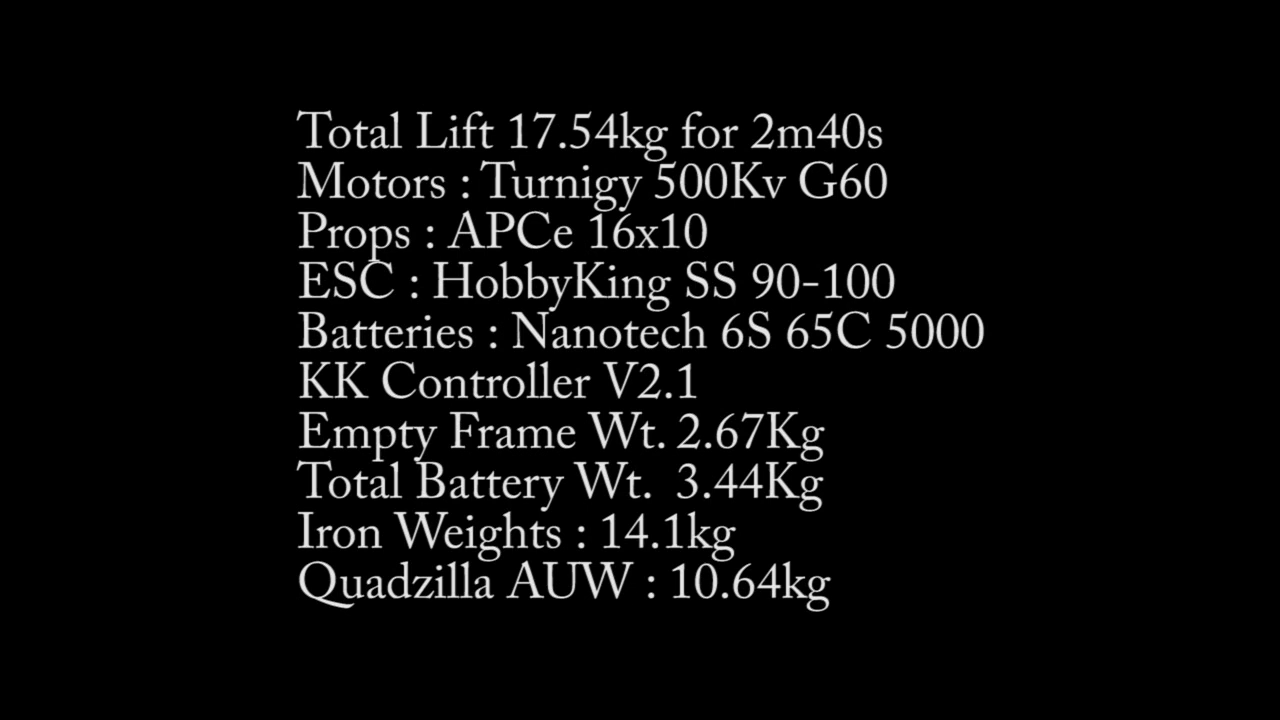 Total Lift 17.54kg for 2m40s
Motors : Turnigy 500Kv G60
Props : APCe 16x10
ESC : HobbyKing SS 90-100
Batteries : Nanotech 6S 65C 5000
KK Controller V2.1
Empty Frame Wt. 2.67Kg
Total Battery Wt.  3.44Kg
Iron Weights : 14.1kg
Quadzilla AUW : 10.64kg